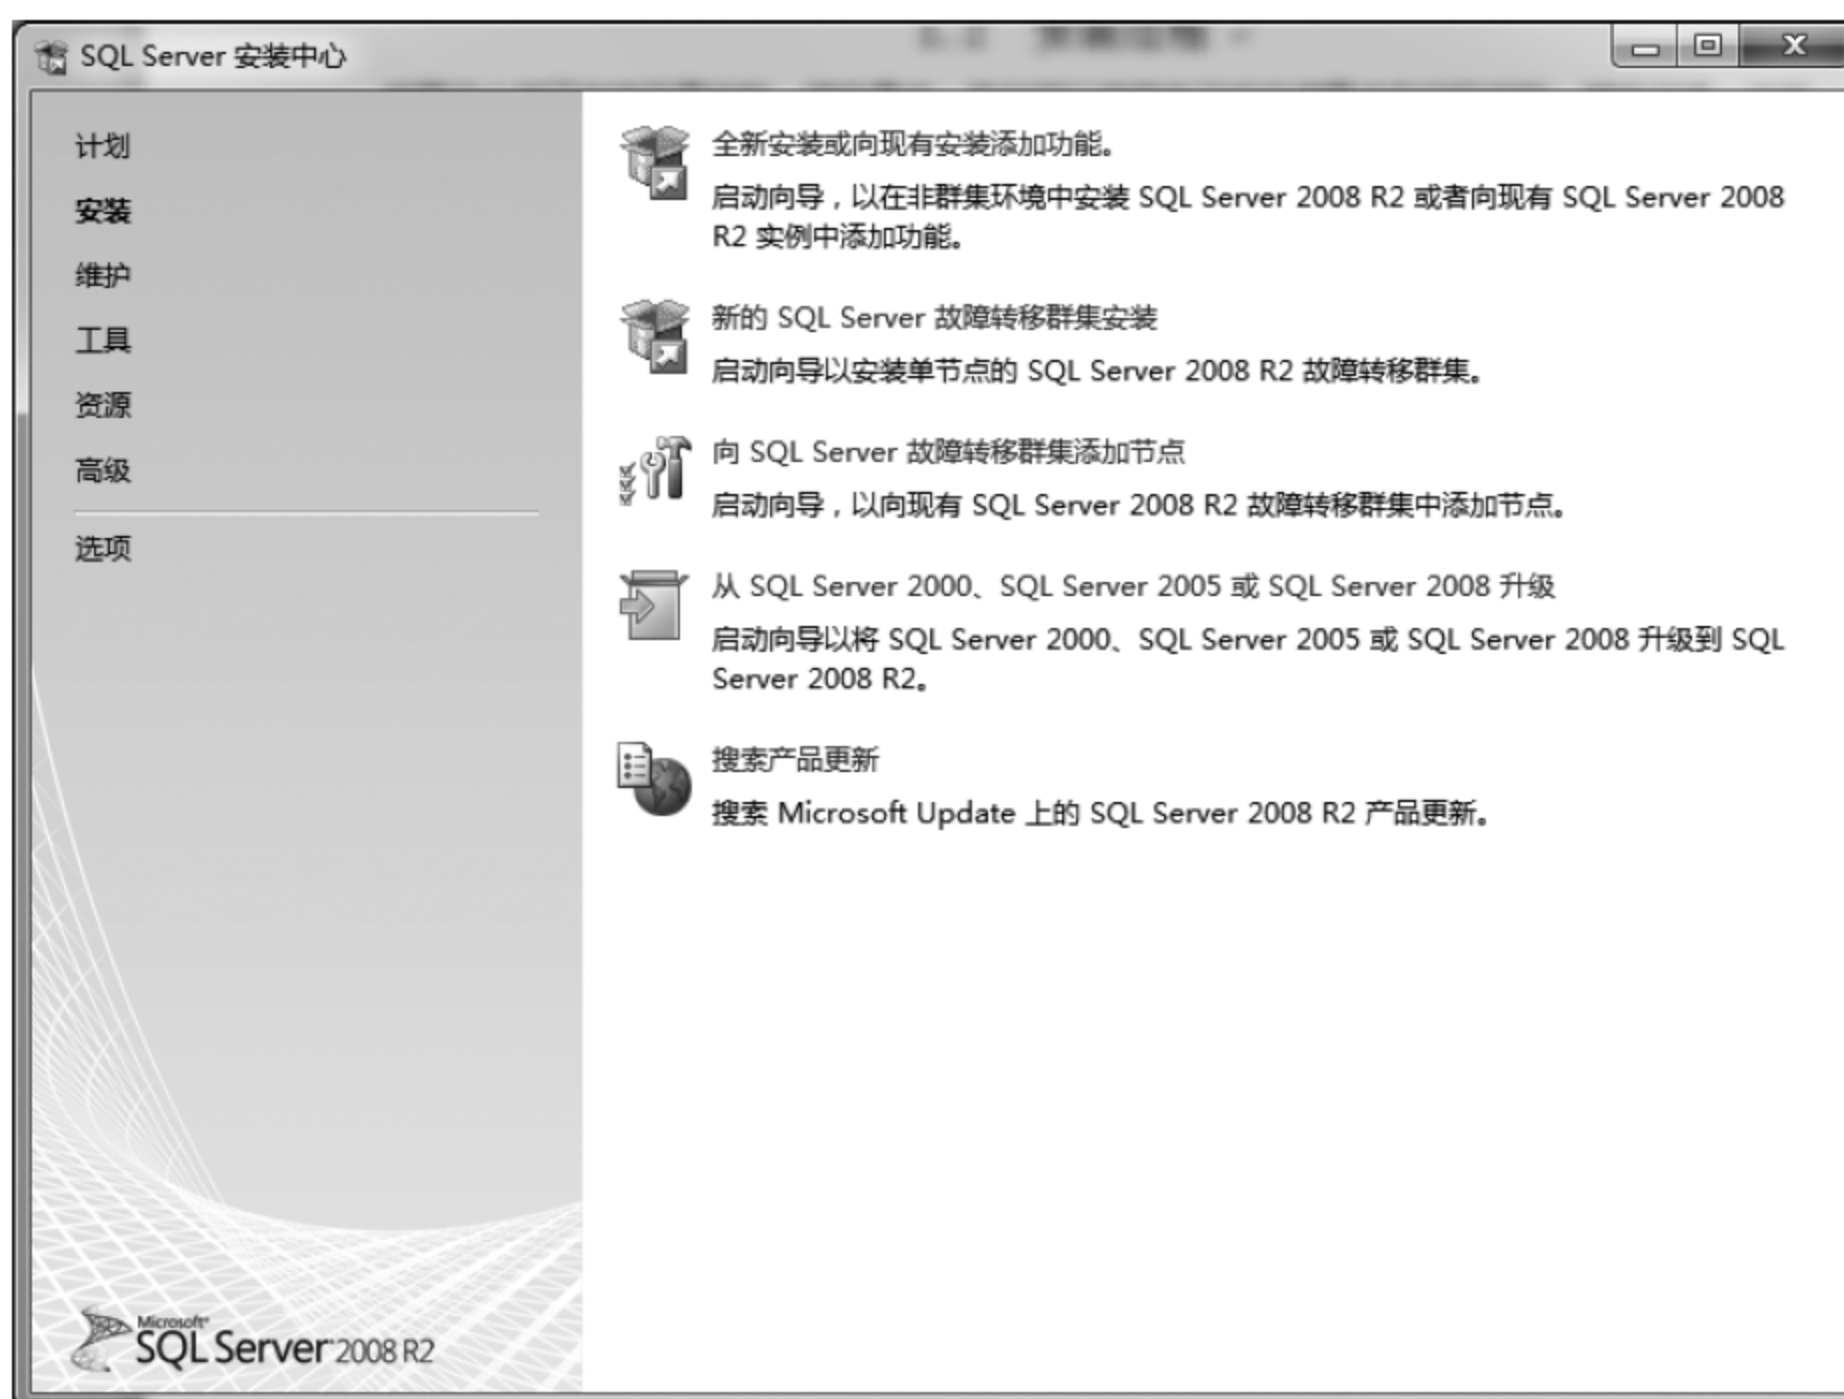 SQL Server 安装中心
计划
安装
维护
工具
资源
高级
选项
全新安装或向现有安装添加功能。
启动向导，以在非群集环境中安装 SQL Server 2008 R2 或者向现有 SQL Server 2008
R2 实例中添加功能。
新的 SQL Server 故障转移群集安装
启动向导以安装单节点的 SQL Server 2008 R2 故障转移群集。
向 SQL Server 故障转移群集添加节点
启动向导，以向现有 SQL Server 2008 R2 故障转移群集中添加节点。
从 SQL Server 2000、SQL Server 2005 或 SQL Server 2008 升级
启动向导以将 SQL Server 2000、SQL Server 2005 或 SQL Server 2008 升级到 SQL
Server 2008 R2。
搜索产品更新
搜索 Microsoft Update 上的 SQL Server 2008 R2 产品更新。
Microsoft®
SQL Server 2008 R2